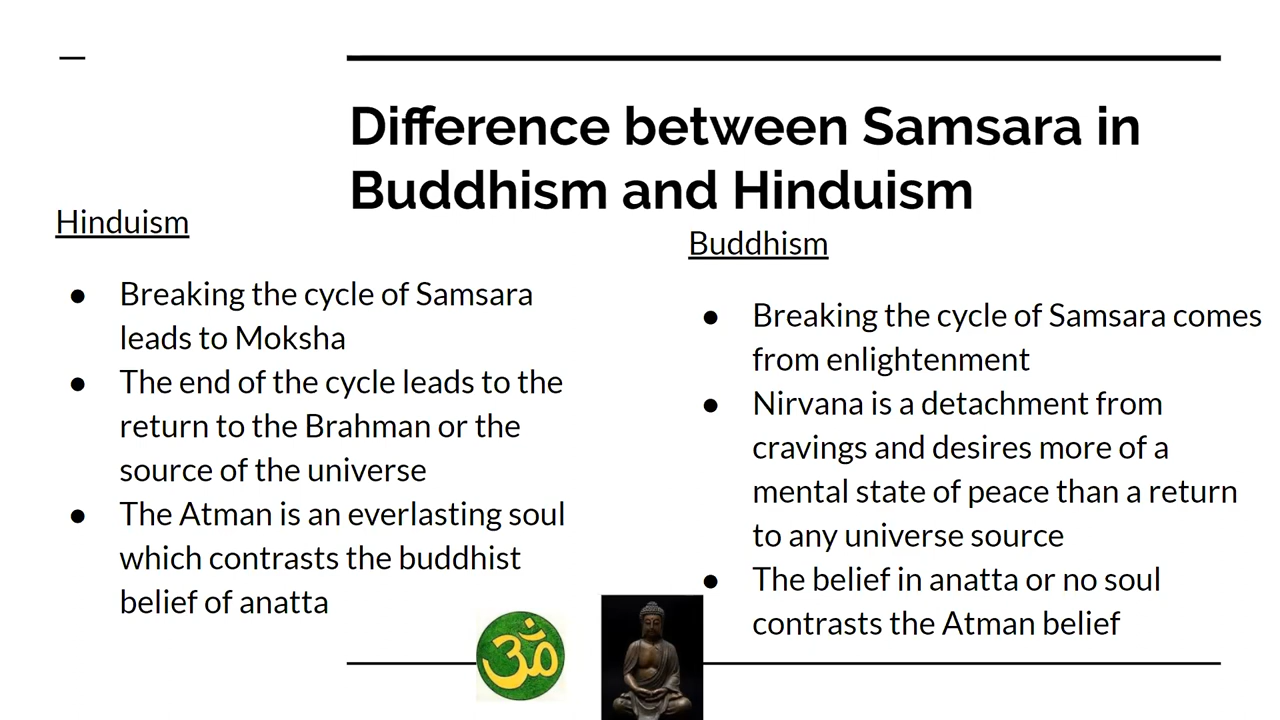 Difference between Samsara in
Buddhism and Hinduism
Hinduism
● Breaking the cycle of Samsara
leads to Moksha
● The end of the cycle leads to the
return to the Brahman or the
source of the universe
● The Atman is an everlasting soul
which contrasts the buddhist
belief of anatta
Buddhism
● Breaking the cycle of Samsara comes
from enlightenment
● Nirvana is a detachment from
cravings and desires more of a
mental state of peace than a return
to any universe source
● The belief in anatta or no soul
contrasts the Atman belief
ॐ